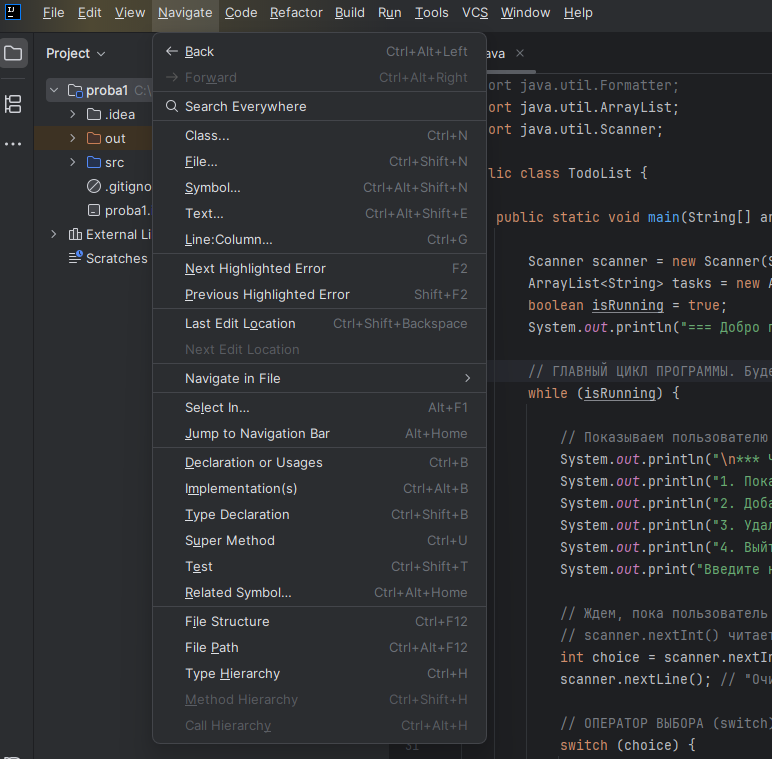 File Edit View Navigate Code Refactor Build Run Tools VCS Window Help
Project
proba1 C:\
.idea
out
src
.gitigno
proba1.
External Li
Scratches
Back Ctrl+Alt+Left
Forward Ctrl+Alt+Right
Search Everywhere
Class... Ctrl+N
File... Ctrl+Shift+N
Symbol... Ctrl+Alt+Shift+N
Text... Ctrl+Alt+Shift+E
Line:Column... Ctrl+G
Next Highlighted Error F2
Previous Highlighted Error Shift+F2
Last Edit Location Ctrl+Shift+Backspace
Next Edit Location
Navigate in File
Select In... Alt+F1
Jump to Navigation Bar Alt+Home
Declaration or Usages Ctrl+B
Implementation(s) Ctrl+Alt+B
Type Declaration Ctrl+Shift+B
Super Method Ctrl+U
Test Ctrl+Shift+T
Related Symbol... Ctrl+Alt+Home
File Structure Ctrl+F12
File Path Ctrl+Alt+F12
Type Hierarchy Ctrl+H
Method Hierarchy Ctrl+Shift+H
Call Hierarchy Ctrl+Alt+H
ava
ort java.util.Formatter;
ort java.util.ArrayList;
ort java.util.Scanner;
lic class TodoList {
public static void main(String[] ar
Scanner scanner = new Scanner(S
ArrayList<String> tasks = new A
boolean isRunning = true;
System.out.println("=== Добро п
// ГЛАВНЫЙ ЦИКЛ ПРОГРАММЫ. Буде
while (isRunning) {
// Показываем пользователю
System.out.println("\n*** Ч
System.out.println("1. Пока
System.out.println("2. Доба
System.out.println("3. Удал
System.out.println("4. Выйт
System.out.print("Введите н
// Ждем, пока пользователь
// scanner.nextInt() читает
int choice = scanner.nextIn
scanner.nextLine(); // "Очи
// ОПЕРАТОР ВЫБОРА (switch)
31 switch (choice) {